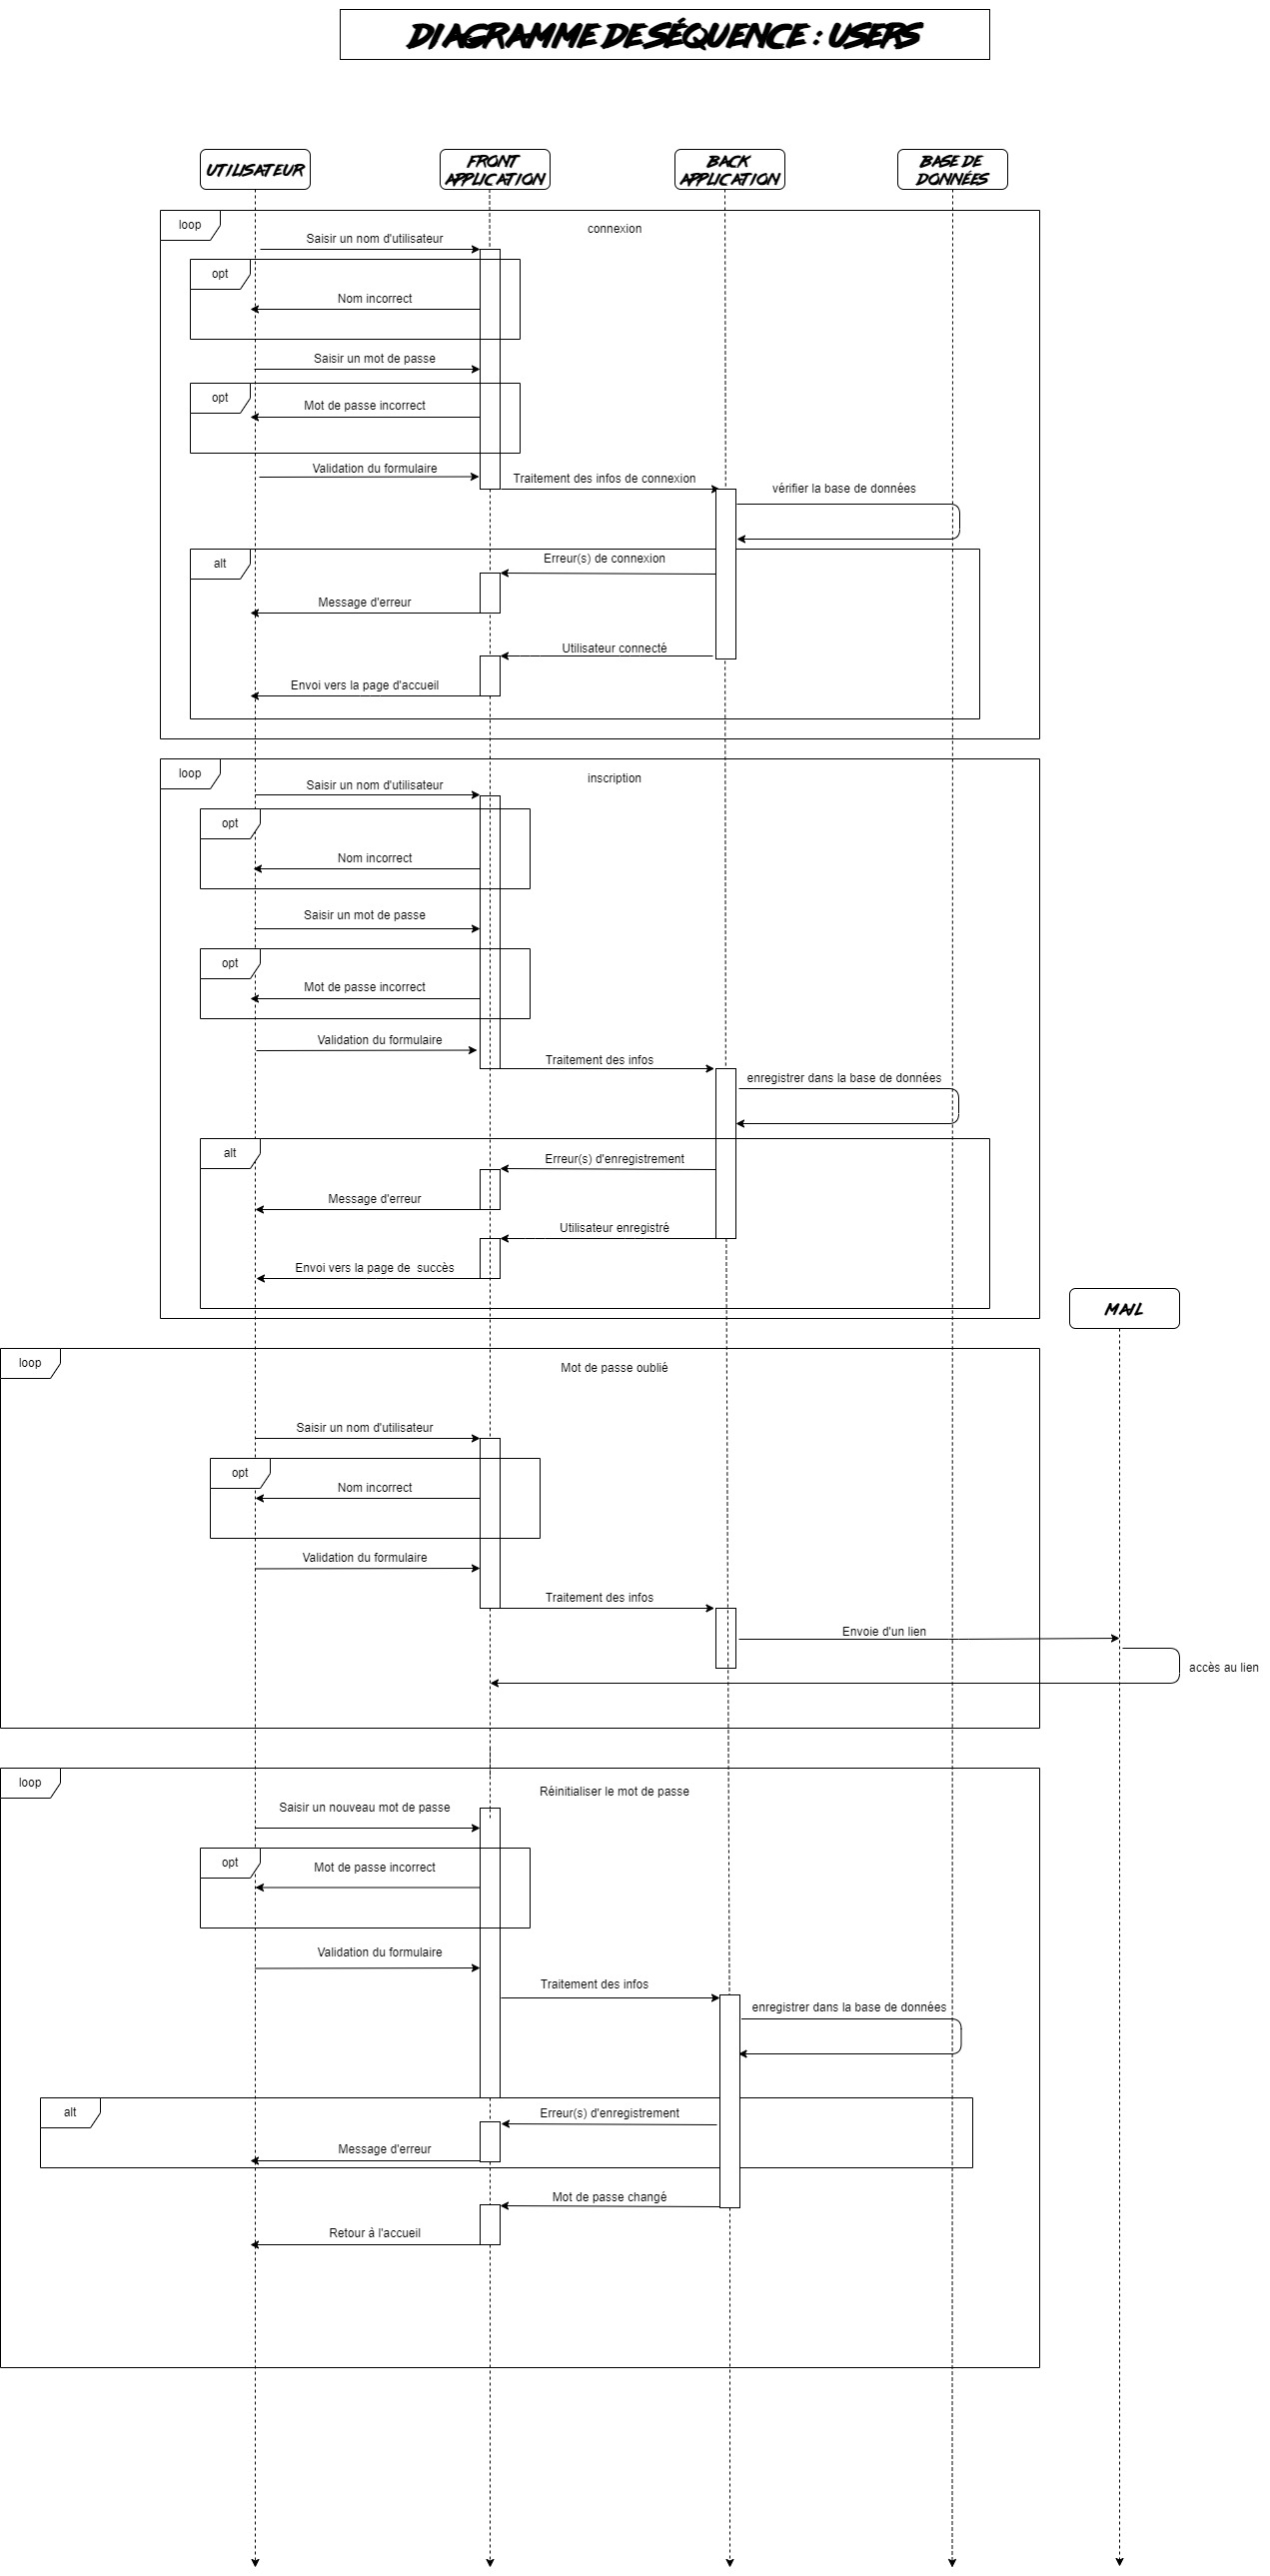 DIAGRAMME DE SÉQUENCE : USERS
UTILISATEUR
FRONT
APPLICATION
BACK
APPLICATION
BASE DE
DONNÉES
loop
connexion
Saisir un nom d'utilisateur
opt
Nom incorrect
Saisir un mot de passe
opt
Mot de passe incorrect
Validation du formulaire
Traitement des infos de connexion
vérifier la base de données
alt
Erreur(s) de connexion
Message d'erreur
Utilisateur connecté
Envoi vers la page d'accueil
loop
inscription
Saisir un nom d'utilisateur
opt
Nom incorrect
Saisir un mot de passe
opt
Mot de passe incorrect
Validation du formulaire
Traitement des infos
enregistrer dans la base de données
alt
Erreur(s) d'enregistrement
Message d'erreur
Utilisateur enregistré
Envoi vers la page de succès
MAIL
loop
Mot de passe oublié
Saisir un nom d'utilisateur
opt
Nom incorrect
Validation du formulaire
Traitement des infos
Envoie d'un lien
accès au lien
loop
Réinitialiser le mot de passe
Saisir un nouveau mot de passe
opt
Mot de passe incorrect
Validation du formulaire
Traitement des infos
enregistrer dans la base de données
alt
Erreur(s) d'enregistrement
Message d'erreur
Mot de passe changé
Retour à l'accueil